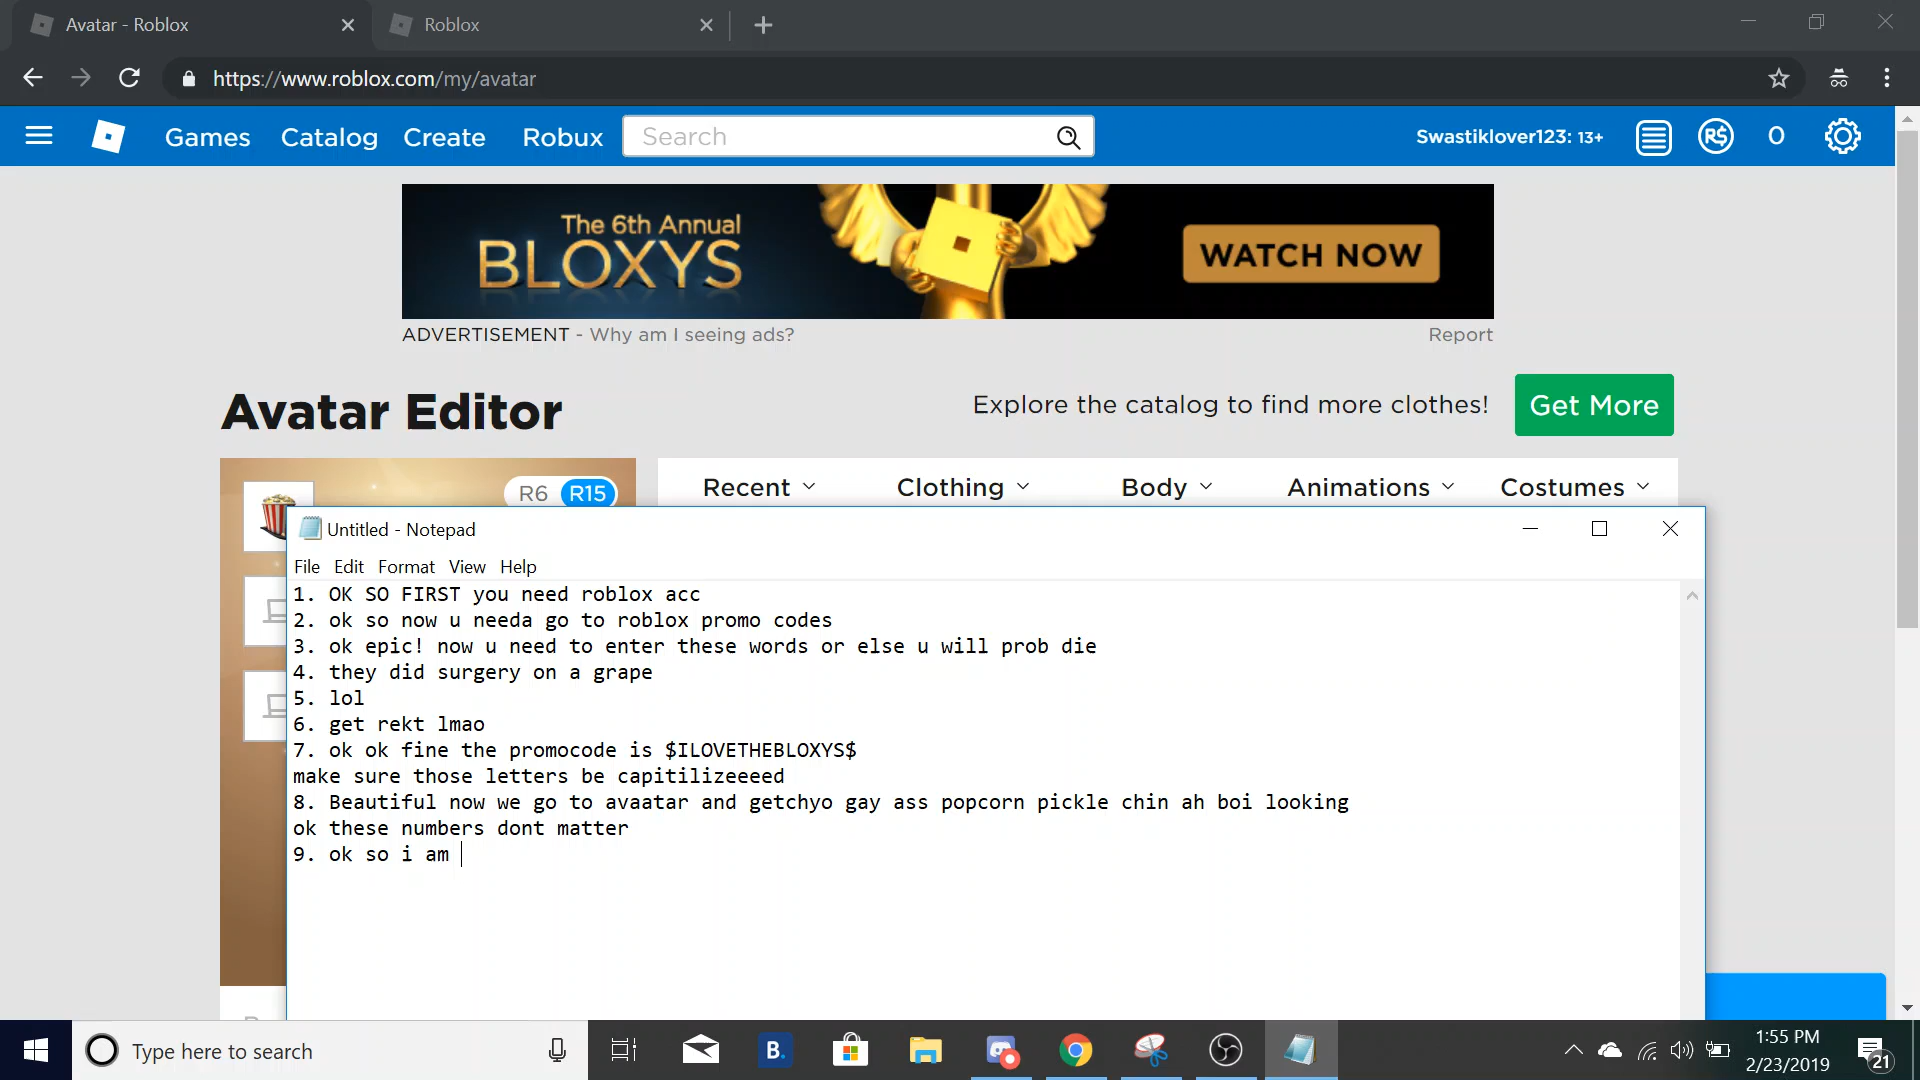 Avatar - Roblox
Roblox
https://www.roblox.com/my/avatar
Games Catalog Create Robux Search Swastiklover123: 13+ R$ 0
The 6th Annual
BLOXYS
WATCH NOW
ADVERTISEMENT - Why am I seeing ads? Report
Avatar Editor
Explore the catalog to find more clothes! Get More
R6 R15
Recent Clothing Body Animations Costumes
Untitled - Notepad
File Edit Format View Help
1. OK SO FIRST you need roblox acc
2. ok so now u needa go to roblox promo codes
3. ok epic! now u need to enter these words or else u will prob die
4. they did surgery on a grape
5. lol
6. get rekt lmao
7. ok ok fine the promocode is $ILOVETHEBLOXYS$
make sure those letters be capitilizeeeed
8. Beautiful now we go to avaatar and getchyo gay ass popcorn pickle chin ah boi looking
ok these numbers dont matter
9. ok so i am
Type here to search
B.
1:55 PM
2/23/2019
21